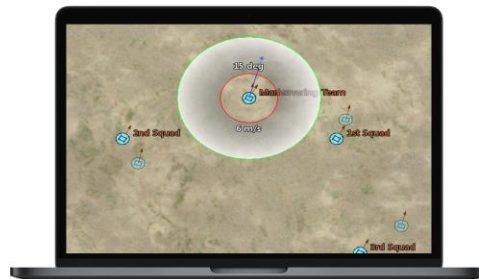 15 deg
Maneuvering Team
6 m/s
2nd Squad
1st Squad
3rd Squad